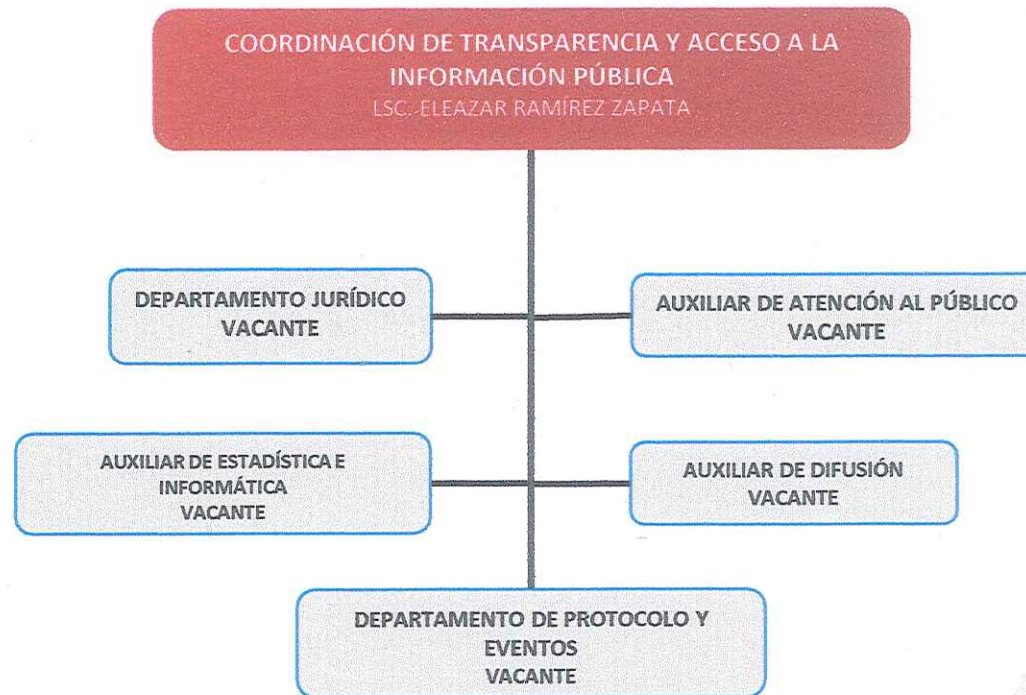 COORDINACIÓN DE TRANSPARENCIA Y ACCESO A LA
INFORMACIÓN PÚBLICA
LSC.-ELEAZAR RAMÍREZ ZAPATA
DEPARTAMENTO JURÍDICO
VACANTE
AUXILIAR DE ATENCIÓN AL PÚBLICO
VACANTE
AUXILIAR DE ESTADÍSTICA E
INFORMÁTICA
VACANTE
AUXILIAR DE DIFUSIÓN
VACANTE
DEPARTAMENTO DE PROTOCOLO Y
EVENTOS
VACANTE